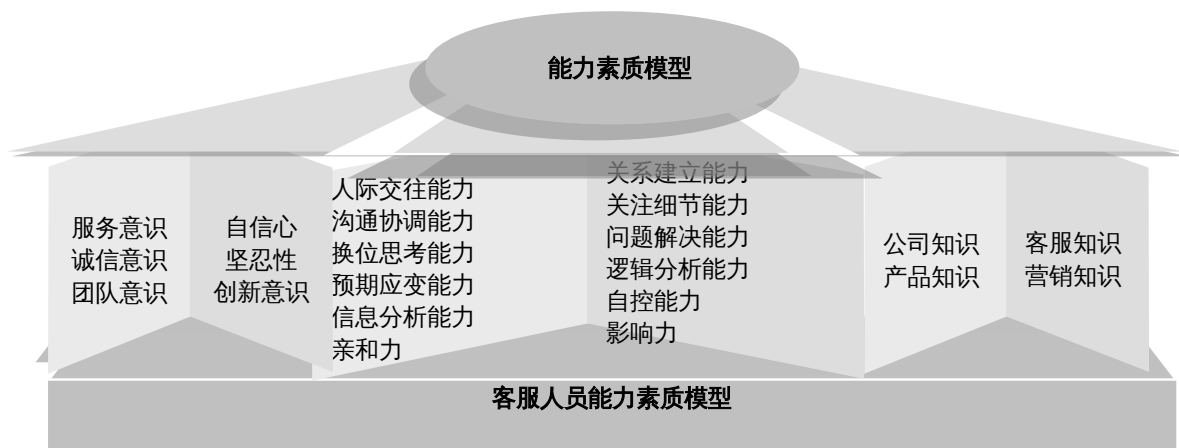 能力素质模型
服务意识
诚信意识
团队意识
自信心
坚忍性
创新意识
人际交往能力
沟通协调能力
换位思考能力
预期应变能力
信息分析能力
亲和力
关系建立能力
关注细节能力
问题解决能力
逻辑分析能力
自控能力
影响力
公司知识
产品知识
客服知识
营销知识
客服人员能力素质模型